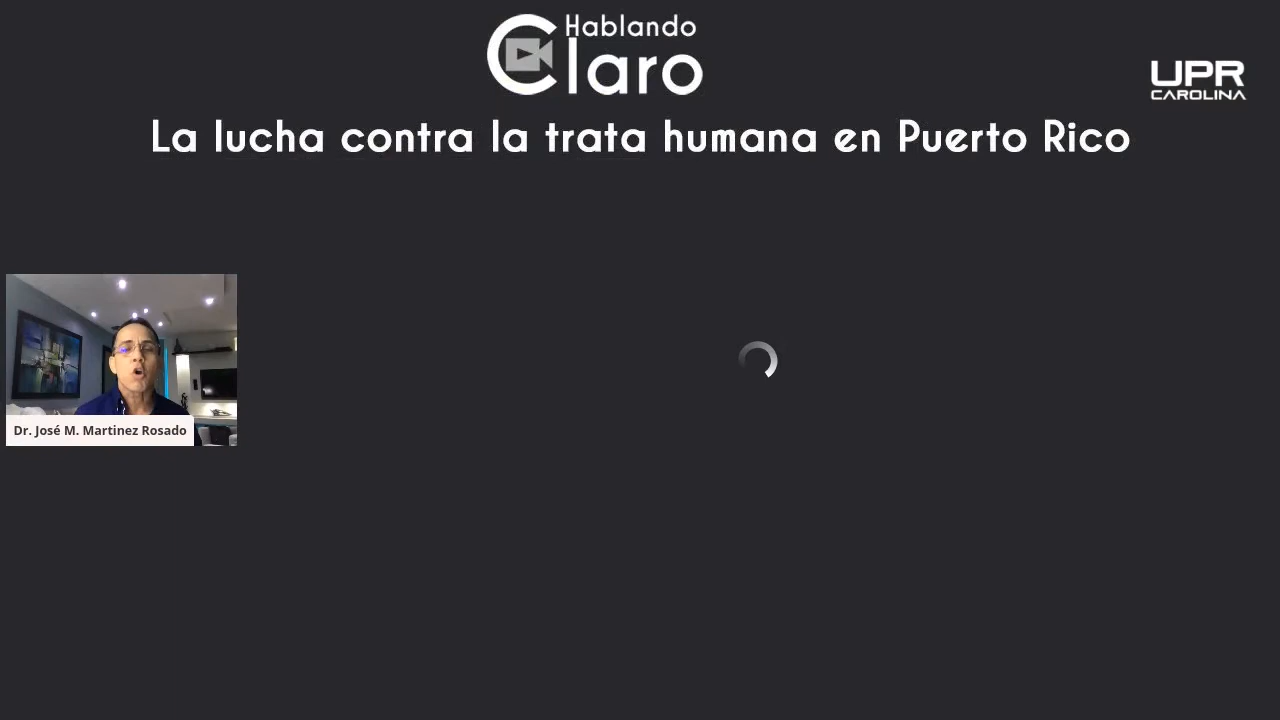 Hablando
Claro
UPR
CAROLINA
La lucha contra la trata humana en Puerto Rico
Dr. José M. Martinez Rosado